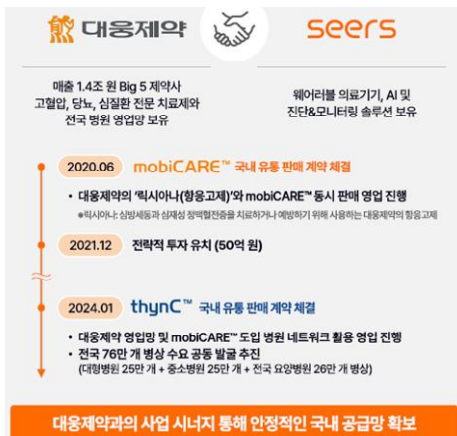 대웅제약
seers
매출 1.4조 원 Big 5 제약사
고혈압, 당뇨, 심질환 전문 치료제와
전국 병원 영업망 보유
웨어러블 의료기기, AI 및
진단&모니터링 솔루션 보유
2020.06 mobiCARE™ 국내 유통 판매 계약 체결
• 대웅제약의 '릭시아나(항응고제)'와 mobiCARE™ 동시 판매 영업 진행
※릭시아나: 심방세동과 심재성 정맥혈전증을 치료하거나 예방하기 위해 사용하는 대웅제약의 항응고제
2021.12 전략적 투자 유치 (50억 원)
2024.01 thynC™ 국내 유통 판매 계약 체결
• 대웅제약 영업망 및 mobiCARE™ 도입 병원 네트워크 활용 영업 진행
• 전국 76만 개 병상 수요 공동 발굴 추진
(대형병원 25만 개 + 중소병원 25만 개 + 전국 요양병원 26만 개 병상)
대웅제약과의 사업 시너지 통해 안정적인 국내 공급망 확보